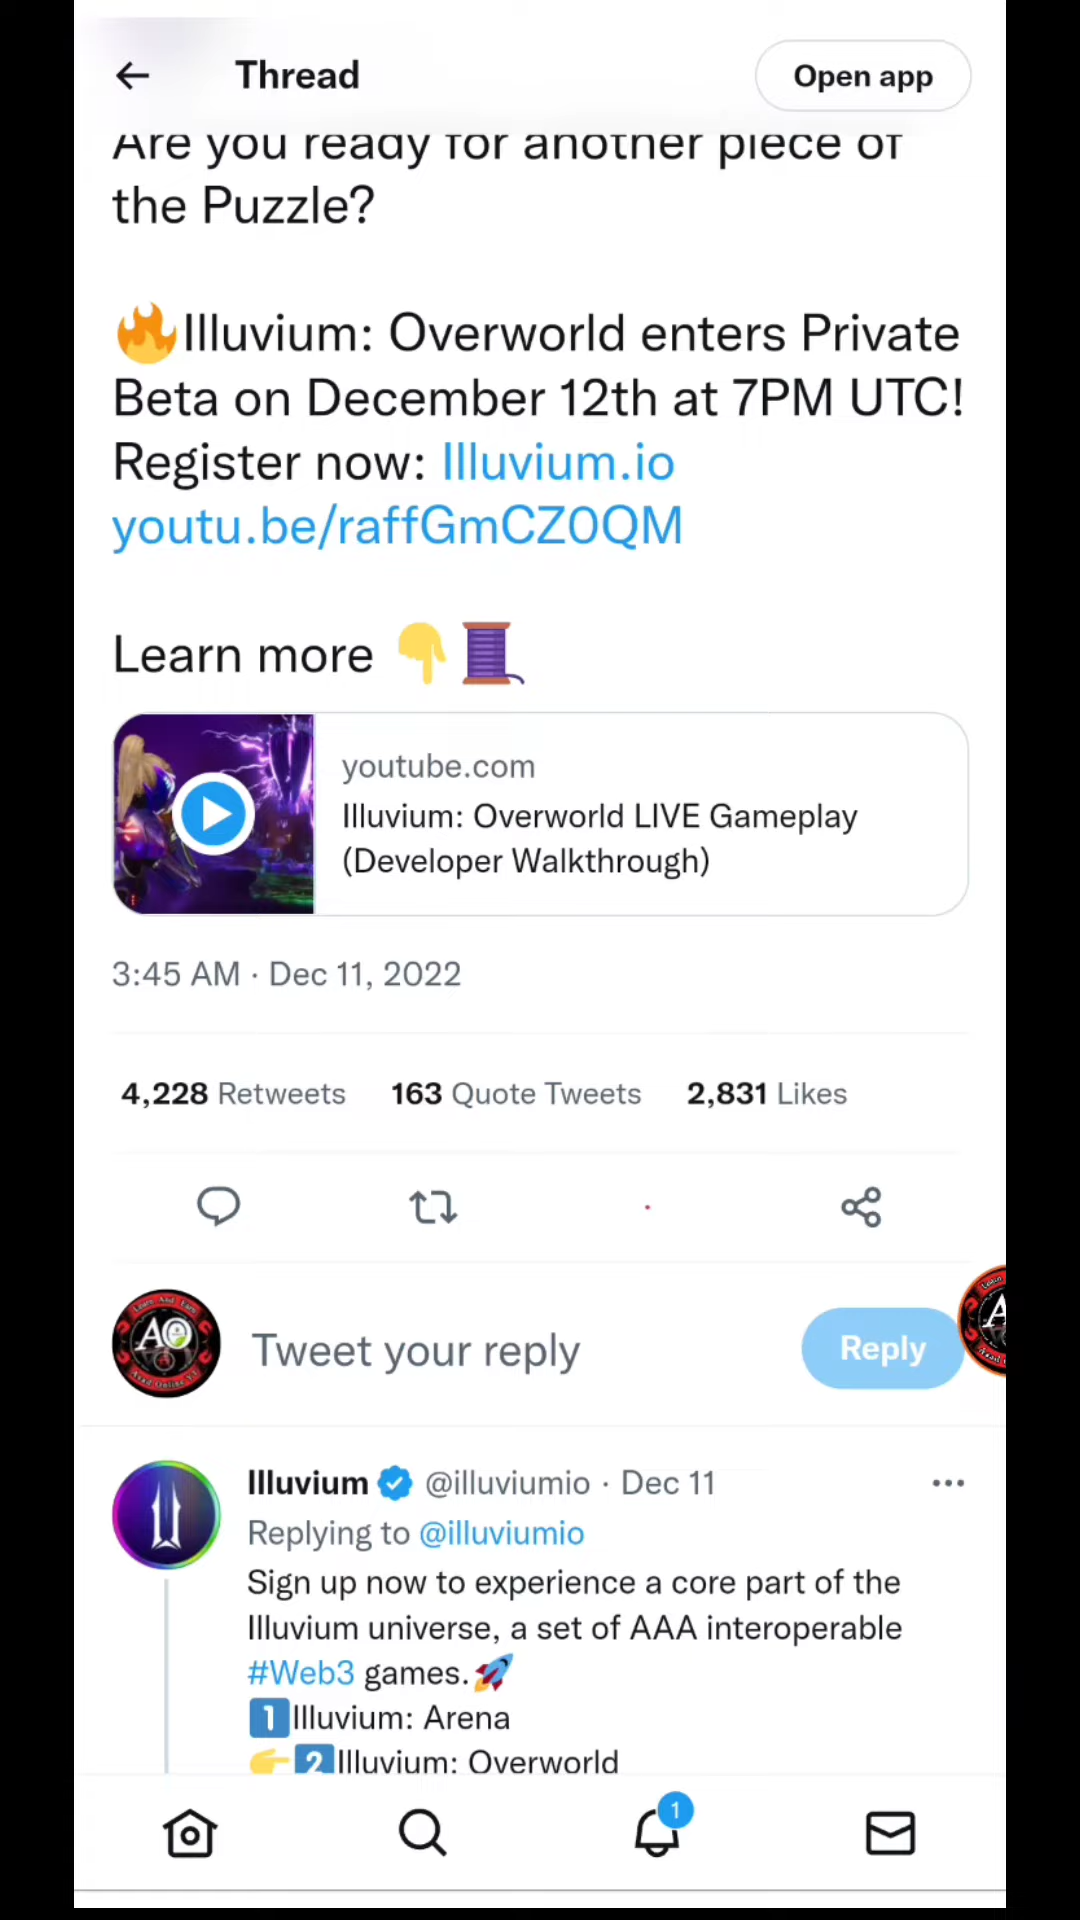 Thread
Open app
Are you ready for another piece of
the Puzzle?
🔥Illuvium: Overworld enters Private
Beta on December 12th at 7PM UTC!
Register now: Illuvium.io
youtu.be/raffGmCZ0QM
Learn more 👇🧵
youtube.com
Illuvium: Overworld LIVE Gameplay
(Developer Walkthrough)
3:45 AM · Dec 11, 2022
4,228 Retweets 163 Quote Tweets 2,831 Likes
Learn And Earn
AO
Tweet your reply
Reply
Illuvium @illuviumio · Dec 11
Replying to @illuviumio
Sign up now to experience a core part of the
Illuvium universe, a set of AAA interoperable
#Web3 games.🚀
1️⃣Illuvium: Arena
👉2️⃣Illuvium: Overworld
1